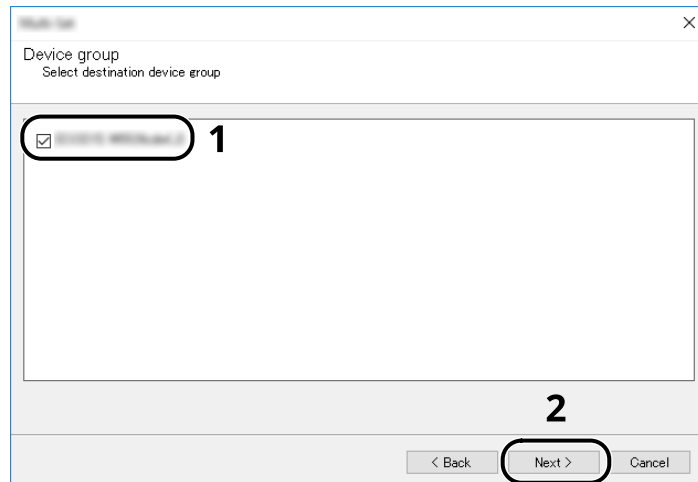 Device group
Select destination device group
1
2
< Back Next > Cancel